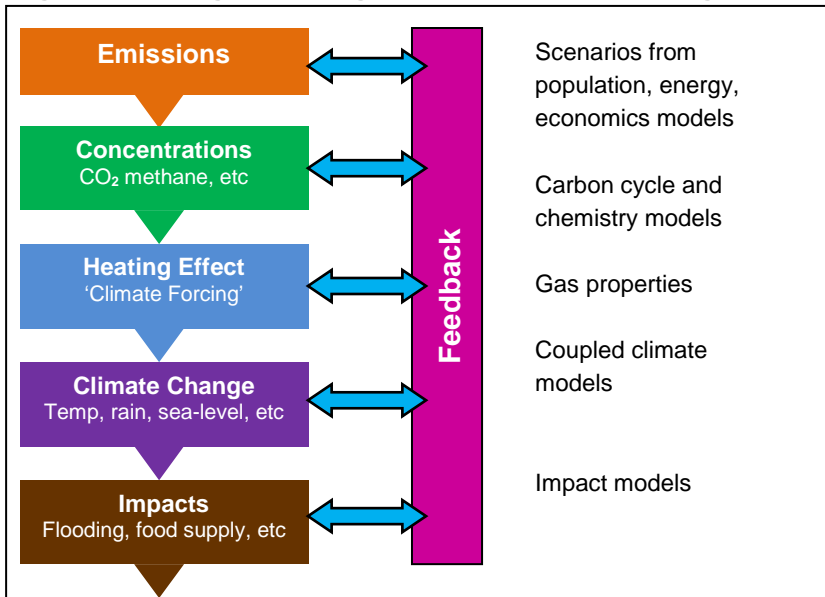 Emissions
Concentrations
CO₂ methane, etc
Heating Effect
‘Climate Forcing’
Climate Change
Temp, rain, sea-level, etc
Impacts
Flooding, food supply, etc
Feedback
Scenarios from
population, energy,
economics models
Carbon cycle and
chemistry models
Gas properties
Coupled climate
models
Impact models